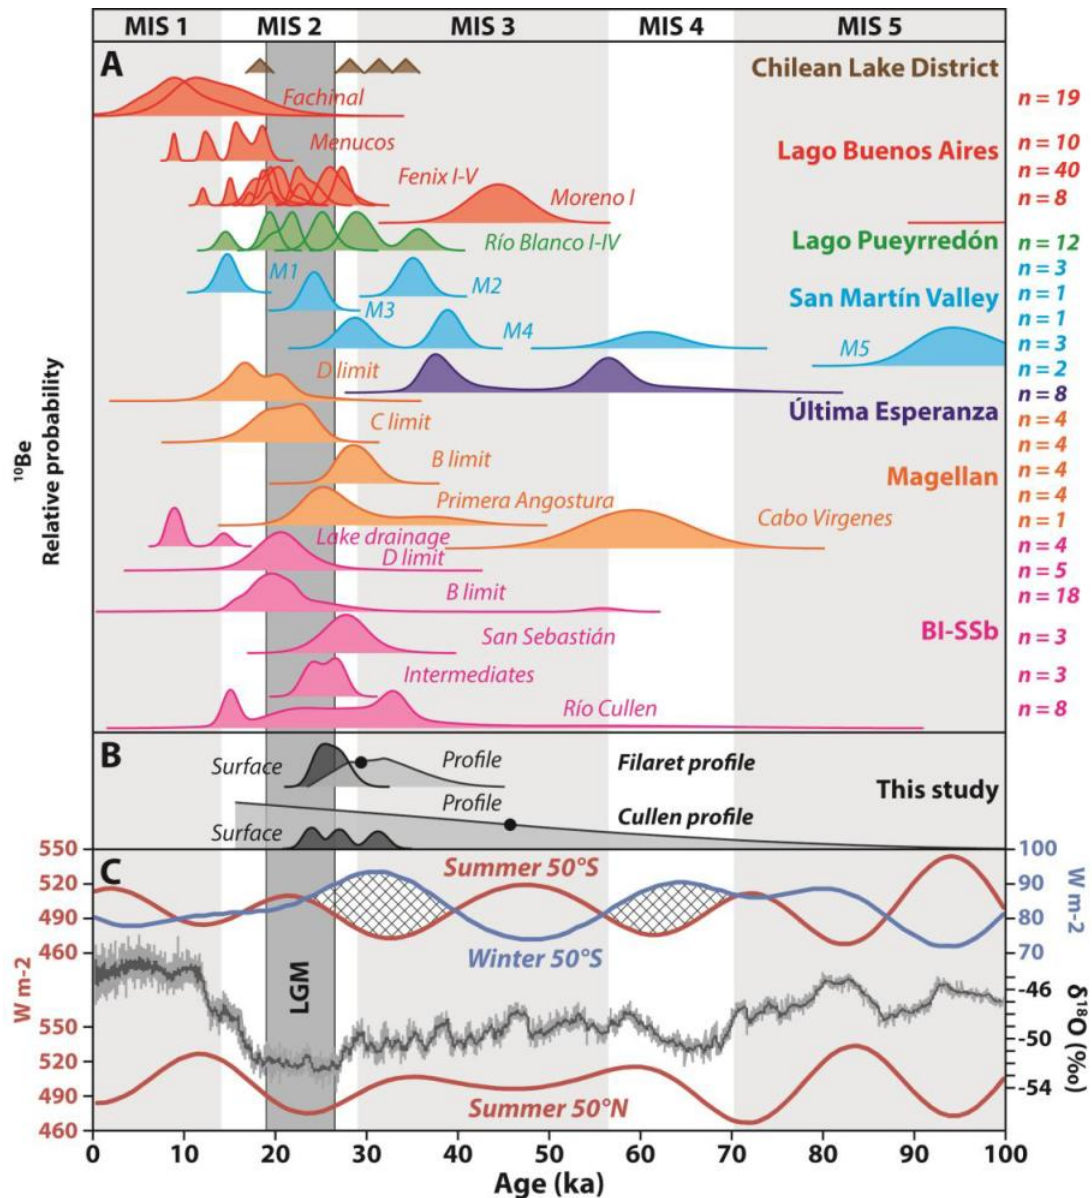 MIS 1 MIS 2 MIS 3 MIS 4 MIS 5
A
Chilean Lake District
Fachinal
n = 19
Menucos
n = 10
Lago Buenos Aires
n = 40
Fenix I-V
Moreno I
n = 8
Río Blanco I-IV
Lago Pueyrredón
n = 12
M1
n = 3
M2
San Martín Valley
n = 1
M3
n = 1
M4
M5
n = 3
D limit
n = 2
n = 8
Última Esperanza
C limit
n = 4
n = 4
B limit
Magellan
n = 4
Primera Angostura
n = 4
Cabo Virgenes
n = 1
Lake drainage
n = 4
D limit
n = 5
B limit
n = 18
BI-SSb
San Sebastián
n = 3
Intermediates
n = 3
Río Cullen
n = 8
¹⁰Be
Relative probability
B
Surface
Profile
Filaret profile
This study
Profile
Cullen profile
Surface
C
550
520
490
460
W m-2
550
520
490
460
Summer 50°S
Winter 50°S
LGM
Summer 50°N
100
90
80
70
W m-2
-46
-50
-54
δ¹⁸O (‰)
0 10 20 30 40 50 60 70 80 90 100
Age (ka)